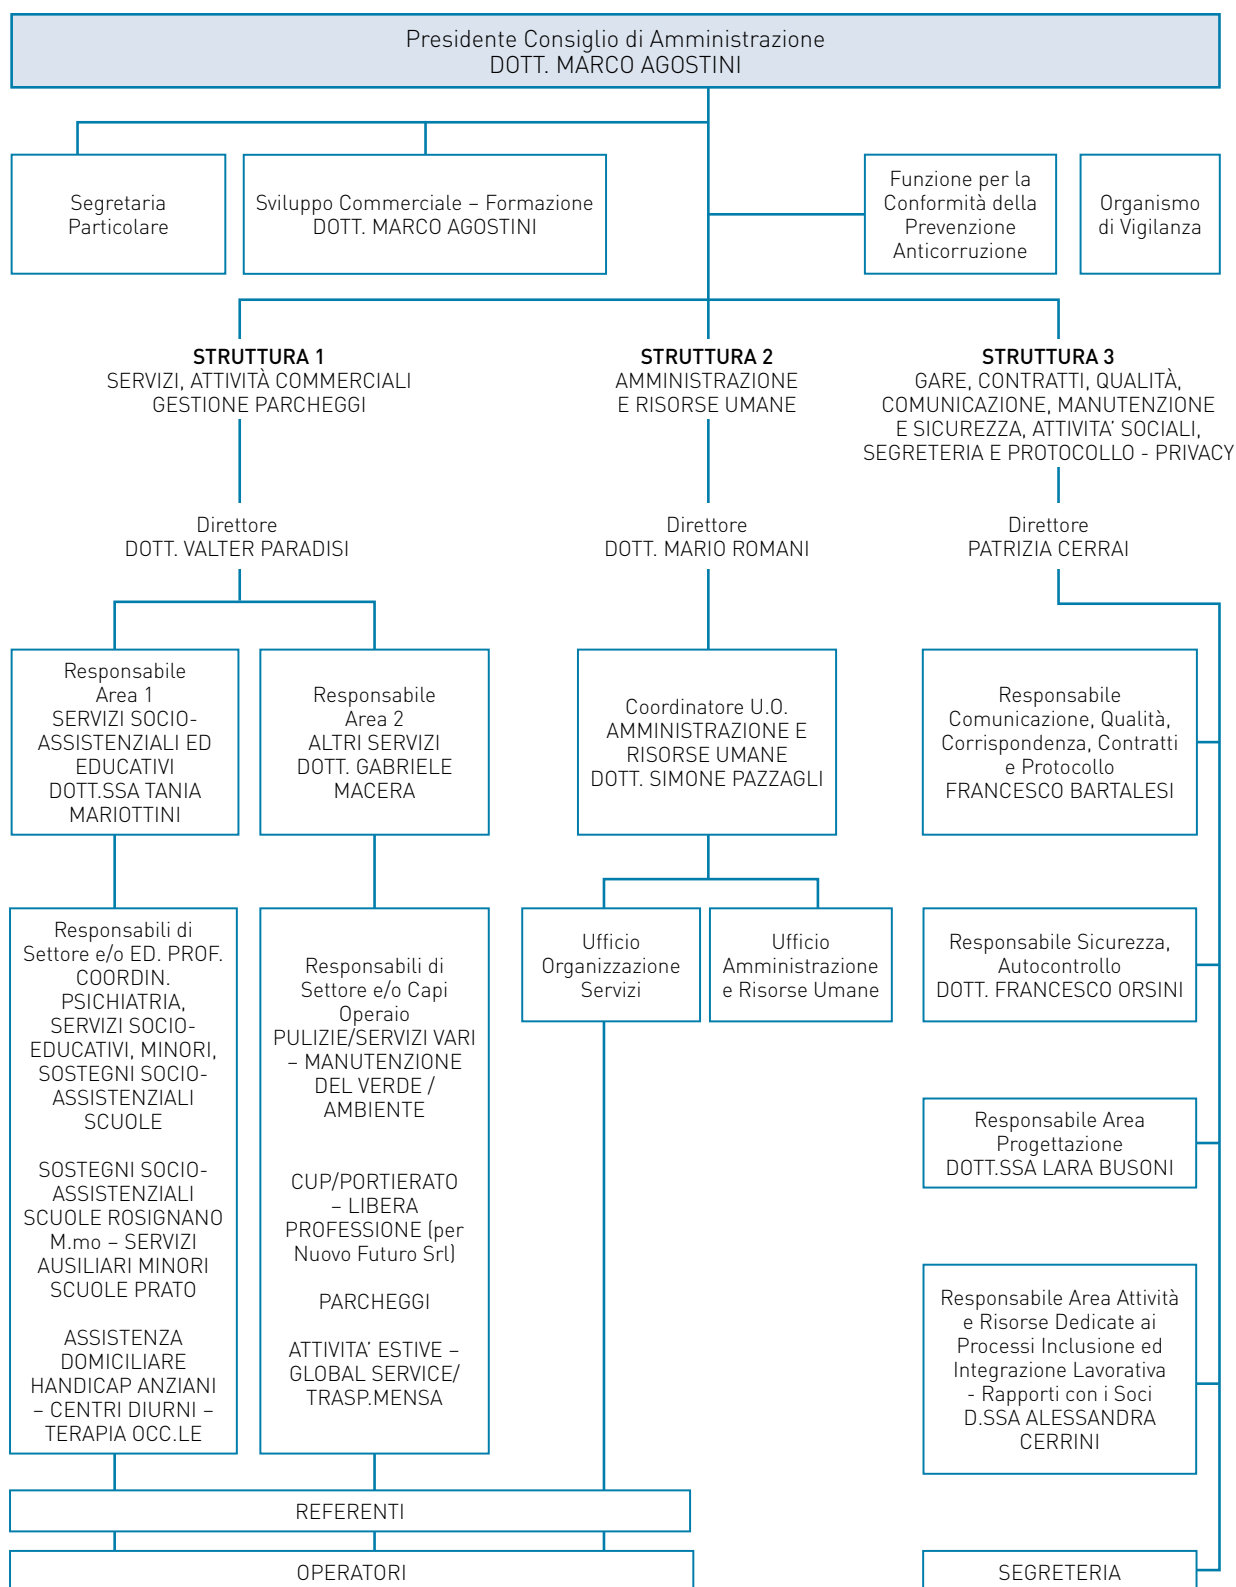 Presidente Consiglio di Amministrazione
DOTT. MARCO AGOSTINI
Segretaria
Particolare
Sviluppo Commerciale – Formazione
DOTT. MARCO AGOSTINI
Funzione per la
Conformità della
Prevenzione
Anticorruzione
Organismo
di Vigilanza
STRUTTURA 1
SERVIZI, ATTIVITÀ COMMERCIALI
GESTIONE PARCHEGGI
STRUTTURA 2
AMMINISTRAZIONE
E RISORSE UMANE
STRUTTURA 3
GARE, CONTRATTI, QUALITÀ,
COMUNICAZIONE, MANUTENZIONE
E SICUREZZA, ATTIVITA’ SOCIALI,
SEGRETERIA E PROTOCOLLO - PRIVACY
Direttore
DOTT. VALTER PARADISI
Direttore
DOTT. MARIO ROMANI
Direttore
PATRIZIA CERRAI
Responsabile
Area 1
SERVIZI SOCIO-
ASSISTENZIALI ED
EDUCATIVI
DOTT.SSA TANIA
MARIOTTINI
Responsabile
Area 2
ALTRI SERVIZI
DOTT. GABRIELE
MACERA
Coordinatore U.O.
AMMINISTRAZIONE E
RISORSE UMANE
DOTT. SIMONE PAZZAGLI
Responsabile
Comunicazione, Qualità,
Corrispondenza, Contratti
e Protocollo
FRANCESCO BARTALESI
Responsabili di
Settore e/o ED. PROF.
COORDIN.
PSICHIATRIA,
SERVIZI SOCIO-
EDUCATIVI, MINORI,
SOSTEGNI SOCIO-
ASSISTENZIALI
SCUOLE
SOSTEGNI SOCIO-
ASSISTENZIALI
SCUOLE ROSIGNANO
M.mo – SERVIZI
AUSILIARI MINORI
SCUOLE PRATO
ASSISTENZA
DOMICILIARE
HANDICAP ANZIANI
– CENTRI DIURNI –
TERAPIA OCC.LE
Responsabili di
Settore e/o Capi
Operaio
PULIZIE/SERVIZI VARI
– MANUTENZIONE
DEL VERDE /
AMBIENTE
CUP/PORTIERATO
– LIBERA
PROFESSIONE (per
Nuovo Futuro Srl)
PARCHEGGI
ATTIVITA’ ESTIVE –
GLOBAL SERVICE/
TRASP.MENSA
Ufficio
Organizzazione
Servizi
Ufficio
Amministrazione
e Risorse Umane
Responsabile Sicurezza,
Autocontrollo
DOTT. FRANCESCO ORSINI
Responsabile Area
Progettazione
DOTT.SSA LARA BUSONI
Responsabile Area Attività
e Risorse Dedicate ai
Processi Inclusione ed
Integrazione Lavorativa
- Rapporti con i Soci
D.SSA ALESSANDRA
CERRINI
REFERENTI
OPERATORI
SEGRETERIA